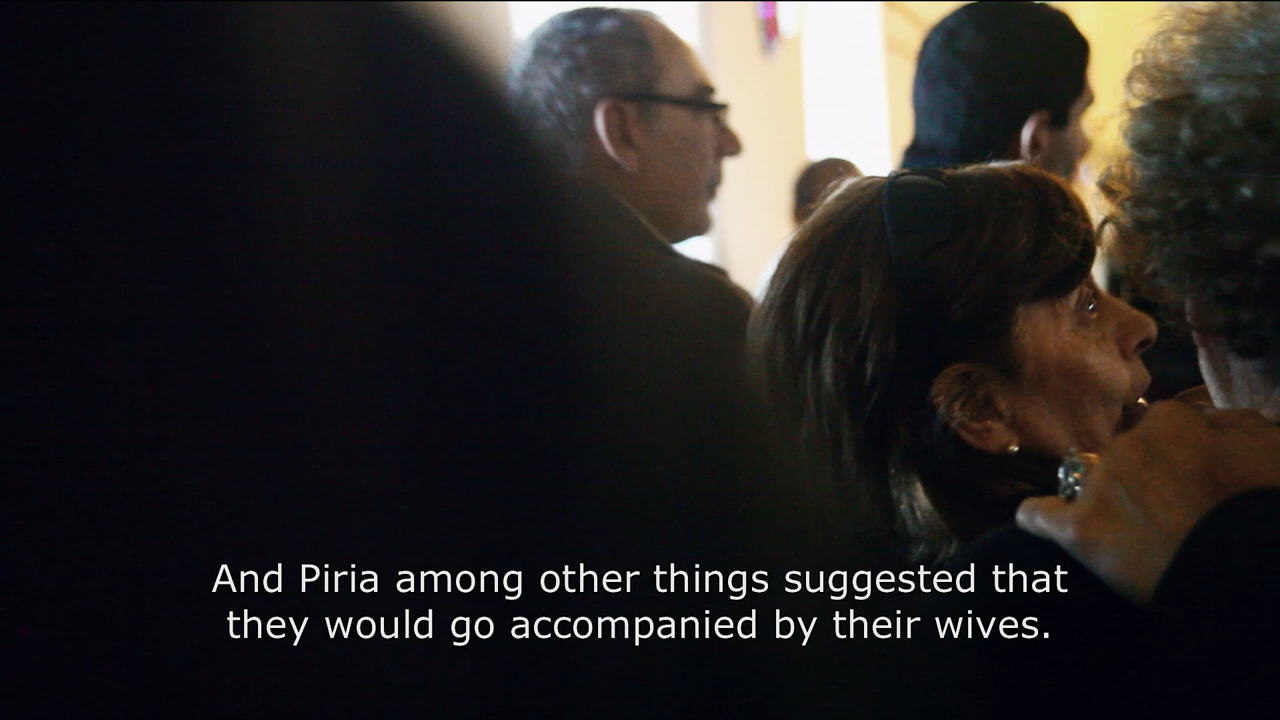 And Piria among other things suggested that
they would go accompanied by their wives.